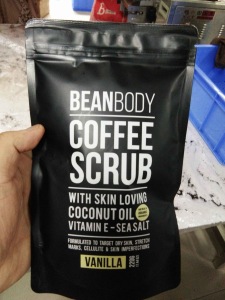 BEANBODY
COFFEE
SCRUB
WITH SKIN LOVING
COCONUT OIL
VITAMIN E - SEA SALT
FORMULATED TO TARGET DRY SKIN, STRETCH
MARKS, CELLULITE & SKIN IMPERFECTIONS
VANILLA
220G